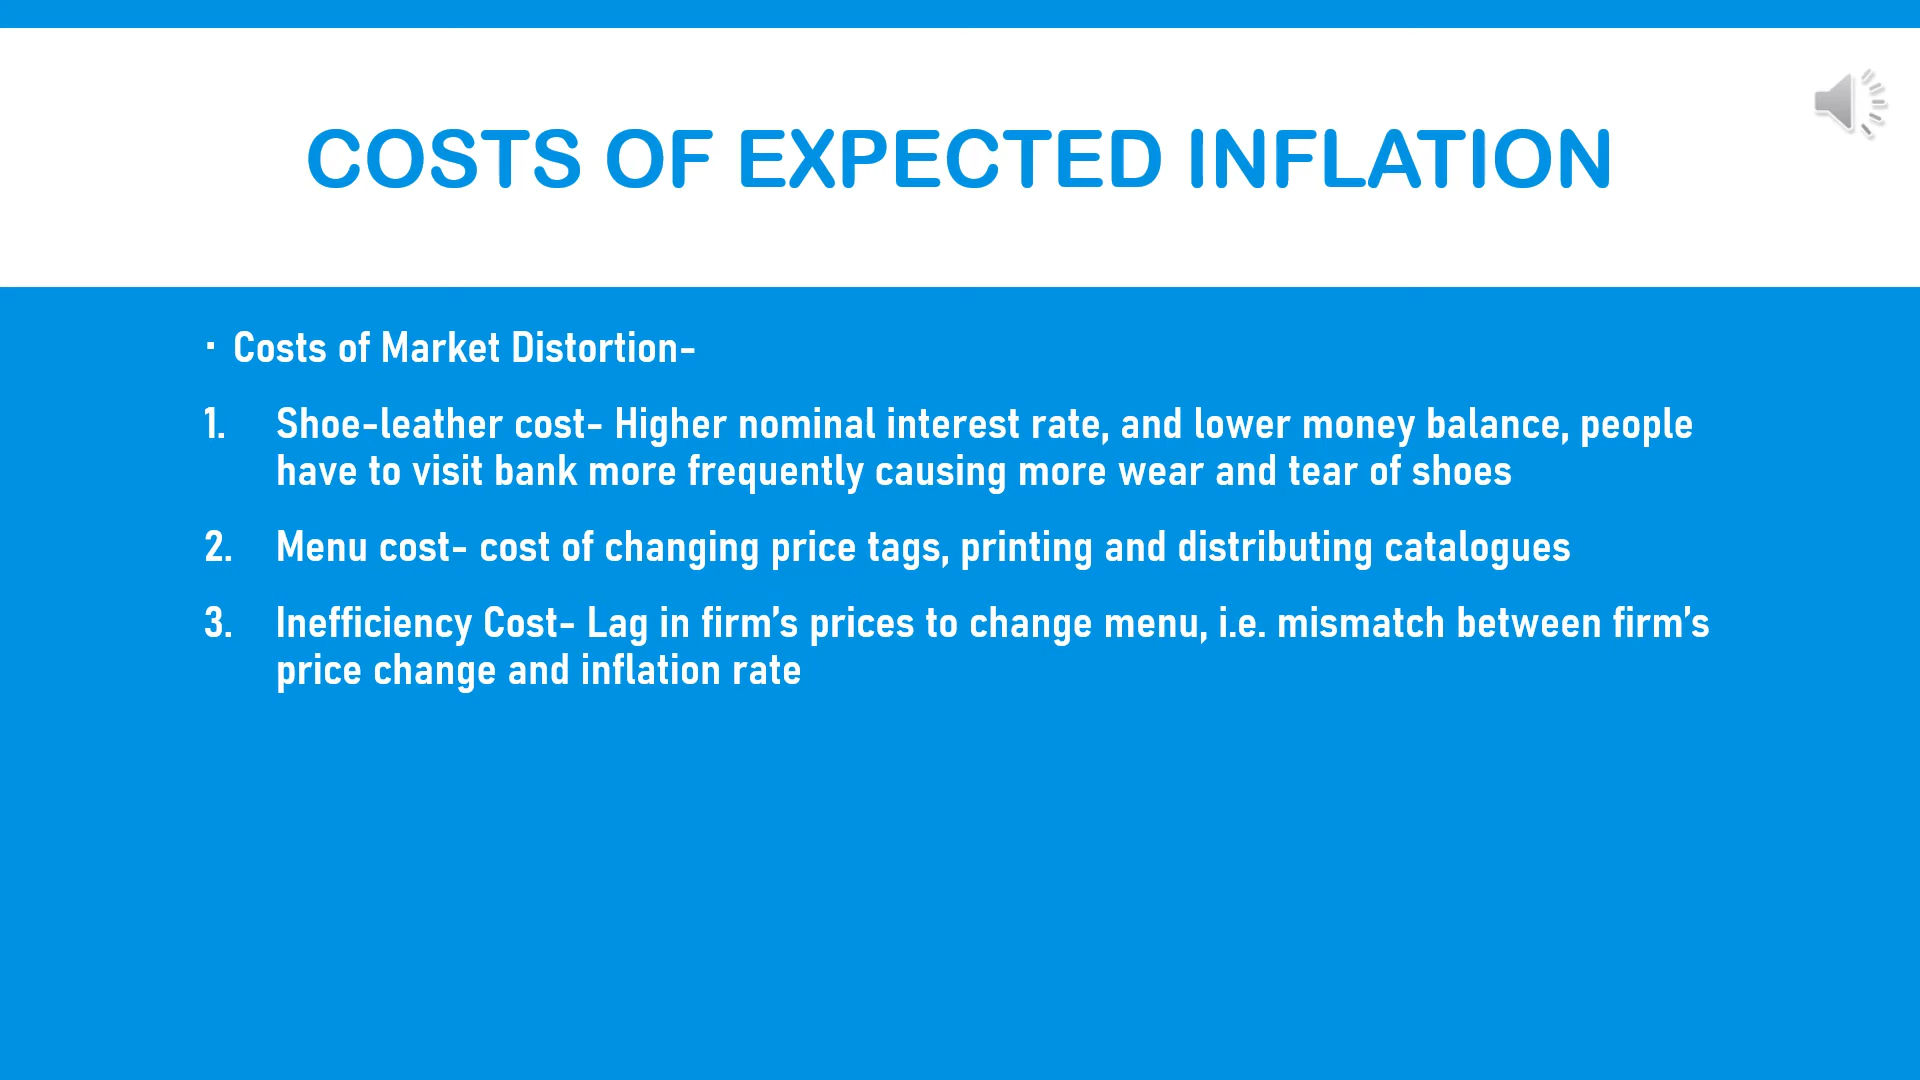 COSTS OF EXPECTED INFLATION
· Costs of Market Distortion-
1. Shoe-leather cost- Higher nominal interest rate, and lower money balance, people
have to visit bank more frequently causing more wear and tear of shoes
2. Menu cost- cost of changing price tags, printing and distributing catalogues
3. Inefficiency Cost- Lag in firm’s prices to change menu, i.e. mismatch between firm’s
price change and inflation rate